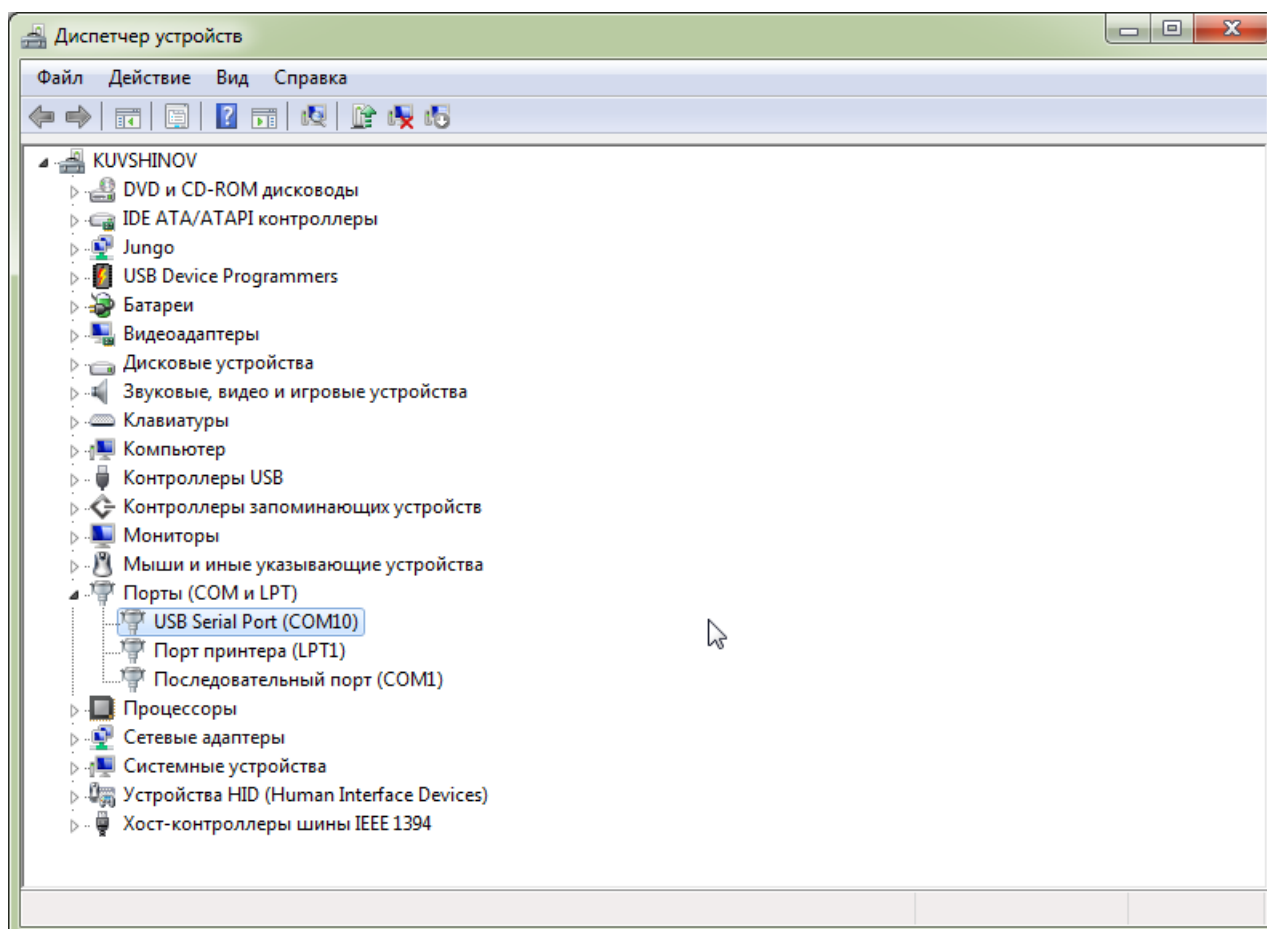 Диспетчер устройств
Файл Действие Вид Справка
KUVSHINOV
DVD и CD-ROM дисководы
IDE ATA/ATAPI контроллеры
Jungo
USB Device Programmers
Батареи
Видеоадаптеры
Дисковые устройства
Звуковые, видео и игровые устройства
Клавиатуры
Компьютер
Контроллеры USB
Контроллеры запоминающих устройств
Мониторы
Мыши и иные указывающие устройства
Порты (COM и LPT)
USB Serial Port (COM10)
Порт принтера (LPT1)
Последовательный порт (COM1)
Процессоры
Сетевые адаптеры
Системные устройства
Устройства HID (Human Interface Devices)
Хост-контроллеры шины IEEE 1394